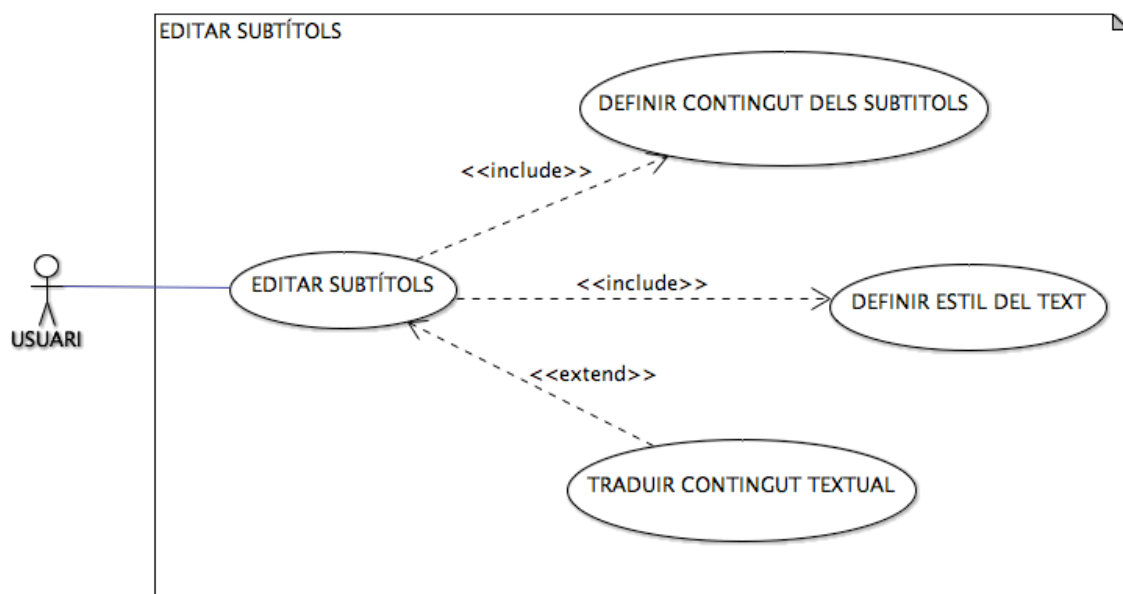 EDITAR SUBTÍTOLS
DEFINIR CONTINGUT DELS SUBTITOLS
<<include>>
EDITAR SUBTÍTOLS
<<include>>
DEFINIR ESTIL DEL TEXT
USUARI
<<extend>>
TRADUIR CONTINGUT TEXTUAL